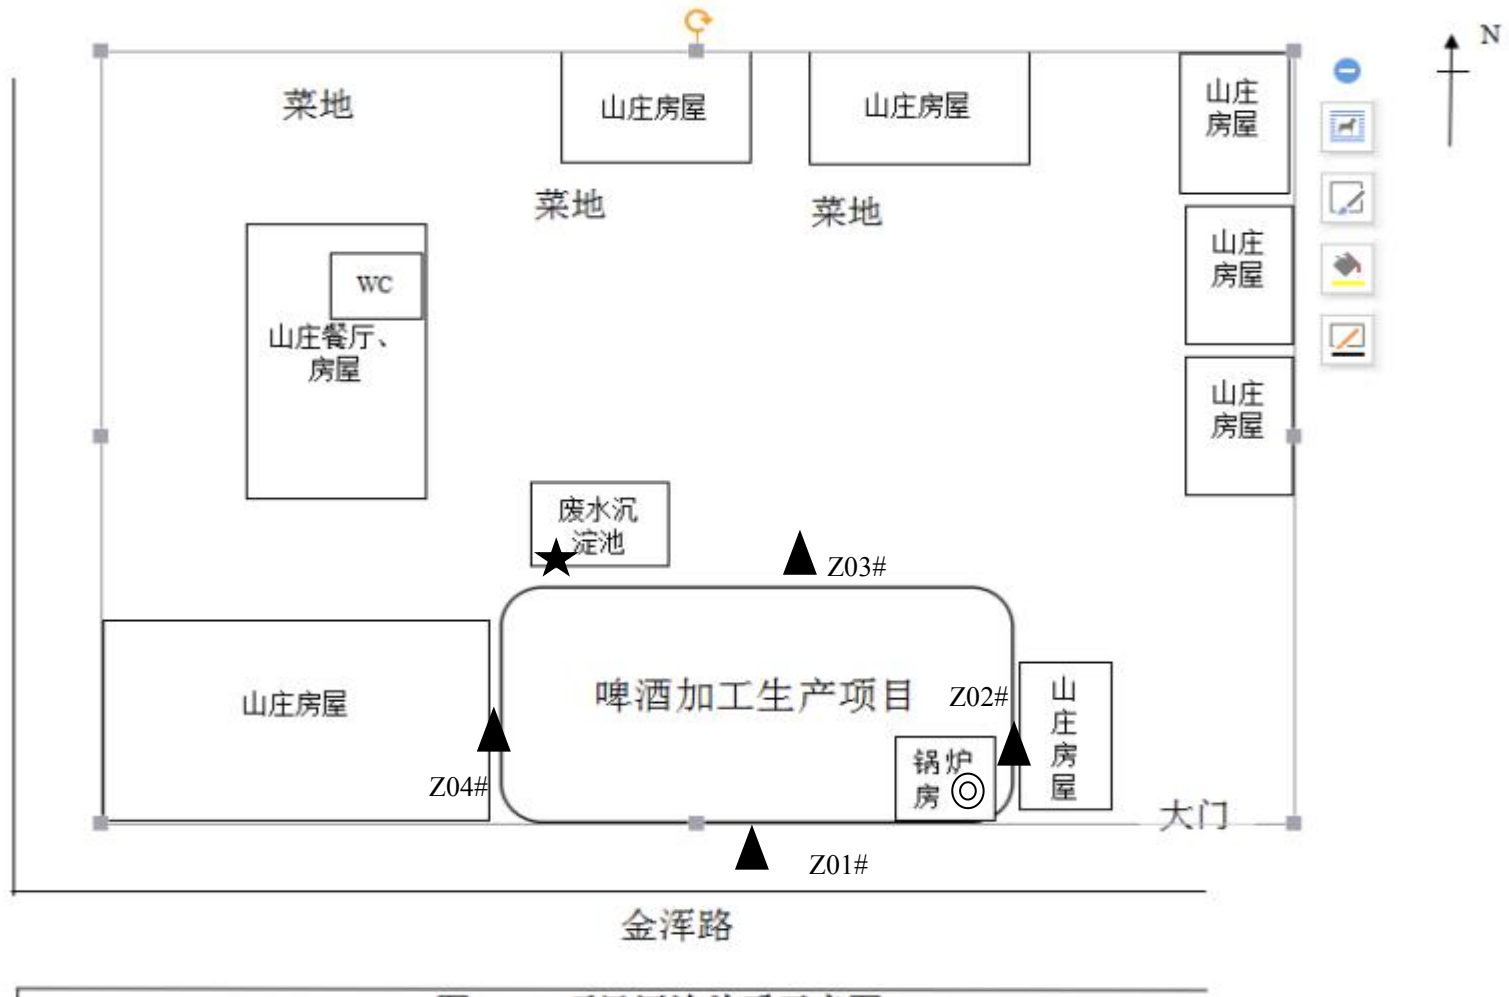 N
菜地
山庄房屋
山庄房屋
山庄
房屋
菜地
菜地
WC
山庄餐厅、
房屋
山庄
房屋
山庄
房屋
废水沉
淀池
Z03#
山庄房屋
啤酒加工生产项目
Z02#
山
庄
房
屋
锅炉
房
Z04#
大门
Z01#
金浑路